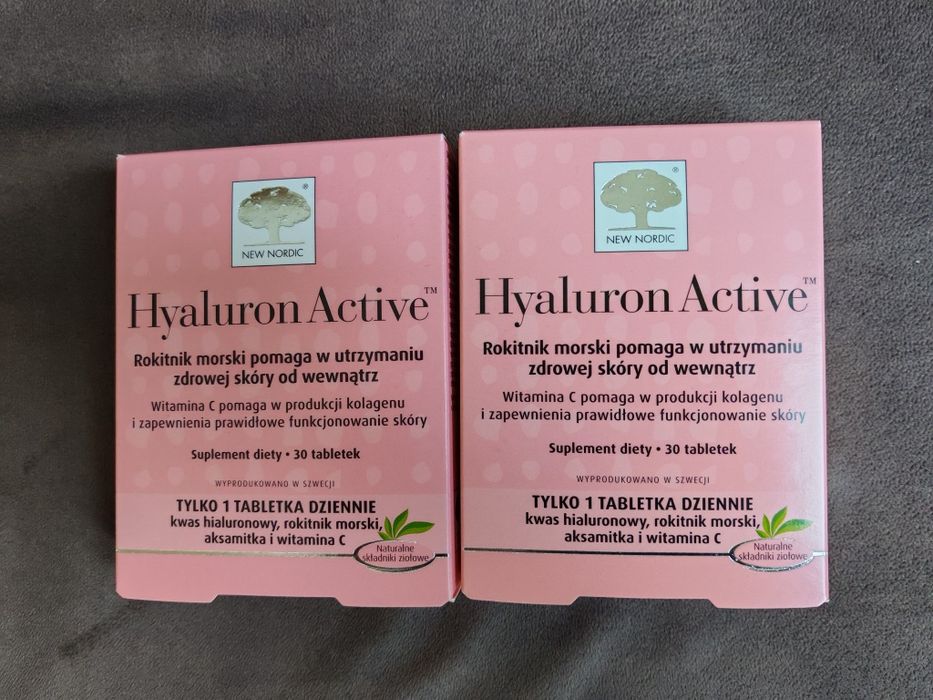 ®
NEW NORDIC
Hyaluron Active™
Rokitnik morski pomaga w utrzymaniu
zdrowej skóry od wewnątrz
Witamina C pomaga w produkcji kolagenu
i zapewnienia prawidłowe funkcjonowanie skóry
Suplement diety • 30 tabletek
WYPRODUKOWANO W SZWECJI
TYLKO 1 TABLETKA DZIENNIE
kwas hialuronowy, rokitnik morski,
aksamitka i witamina C
Naturalne
składniki ziołowe
®
NEW NORDIC
Hyaluron Active™
Rokitnik morski pomaga w utrzymaniu
zdrowej skóry od wewnątrz
Witamina C pomaga w produkcji kolagenu
i zapewnienia prawidłowe funkcjonowanie skóry
Suplement diety • 30 tabletek
WYPRODUKOWANO W SZWECJI
TYLKO 1 TABLETKA DZIENNIE
kwas hialuronowy, rokitnik morski,
aksamitka i witamina C
Naturalne
składniki ziołowe